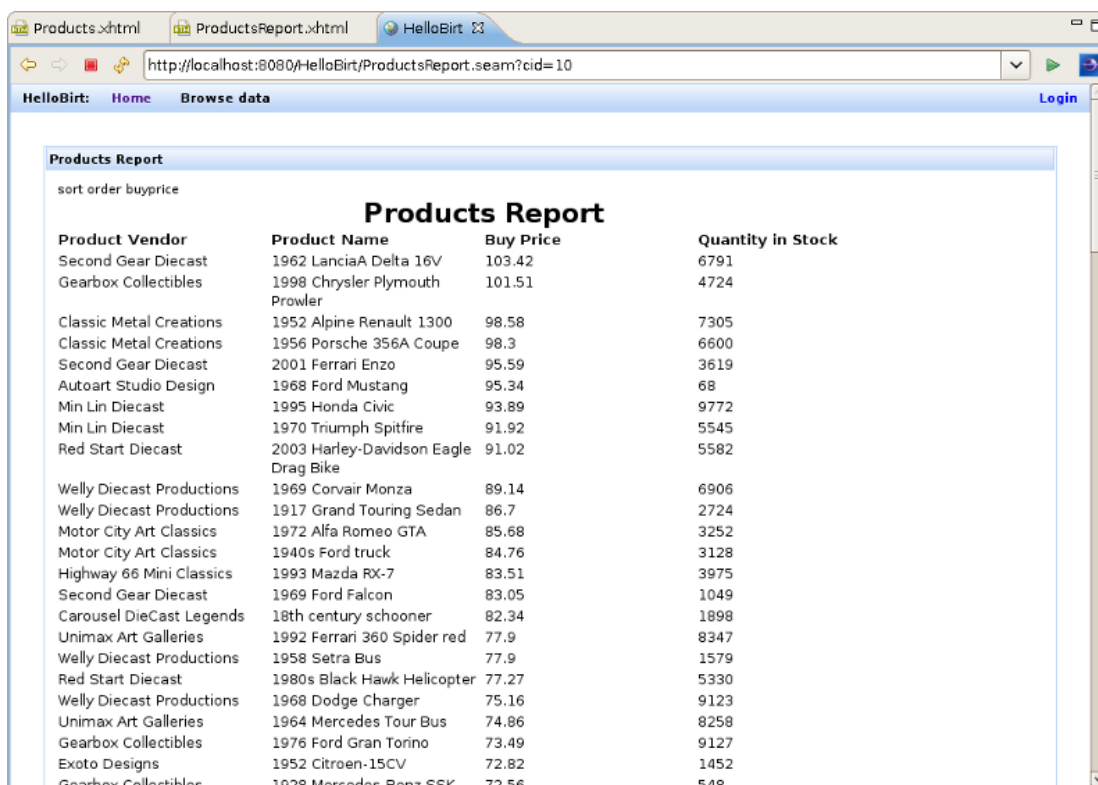 Products.xhtml ProductsReport.xhtml HelloBirt
http://localhost:8080/HelloBirt/ProductsReport.seam?cid=10
HelloBirt: Home Browse data Login
Products Report
sort order buyprice
Products Report
Product Vendor Product Name Buy Price Quantity in Stock
Second Gear Diecast 1962 LanciaA Delta 16V 103.42 6791
Gearbox Collectibles 1998 Chrysler Plymouth 101.51 4724
Prowler
Classic Metal Creations 1952 Alpine Renault 1300 98.58 7305
Classic Metal Creations 1956 Porsche 356A Coupe 98.3 6600
Second Gear Diecast 2001 Ferrari Enzo 95.59 3619
Autoart Studio Design 1968 Ford Mustang 95.34 68
Min Lin Diecast 1995 Honda Civic 93.89 9772
Min Lin Diecast 1970 Triumph Spitfire 91.92 5545
Red Start Diecast 2003 Harley-Davidson Eagle 91.02 5582
Drag Bike
Welly Diecast Productions 1969 Corvair Monza 89.14 6906
Welly Diecast Productions 1917 Grand Touring Sedan 86.7 2724
Motor City Art Classics 1972 Alfa Romeo GTA 85.68 3252
Motor City Art Classics 1940s Ford truck 84.76 3128
Highway 66 Mini Classics 1993 Mazda RX-7 83.51 3975
Second Gear Diecast 1969 Ford Falcon 83.05 1049
Carousel DieCast Legends 18th century schooner 82.34 1898
Unimax Art Galleries 1992 Ferrari 360 Spider red 77.9 8347
Welly Diecast Productions 1958 Setra Bus 77.9 1579
Red Start Diecast 1980s Black Hawk Helicopter 77.27 5330
Welly Diecast Productions 1968 Dodge Charger 75.16 9123
Unimax Art Galleries 1964 Mercedes Tour Bus 74.86 8258
Gearbox Collectibles 1976 Ford Gran Torino 73.49 9127
Exoto Designs 1952 Citroen-15CV 72.82 1452
Gearbox Collectibles 1928 Mercedes-Benz SSK 72.56 548